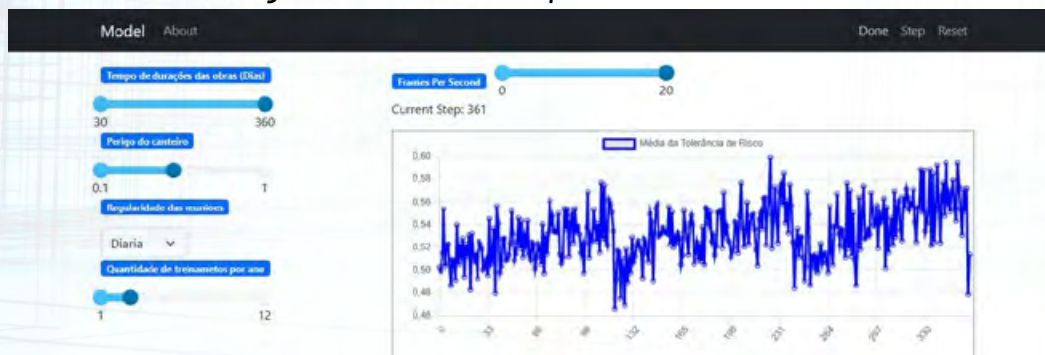 Model About
Done Step Reset
Tempo de durações das obras (Dias)
30 360
Perigo do canteiro
0.1 1
Regularidade das reuniões
Diaria
Quantidade de treinametos por ano
1 12
Frames Per Second
0 20
Current Step: 361
Média da Tolerância de Risco
0,60
0,58
0,56
0,54
0,52
0,50
0,48
0,46
0 33 66 99 132 165 198 231 264 297 330